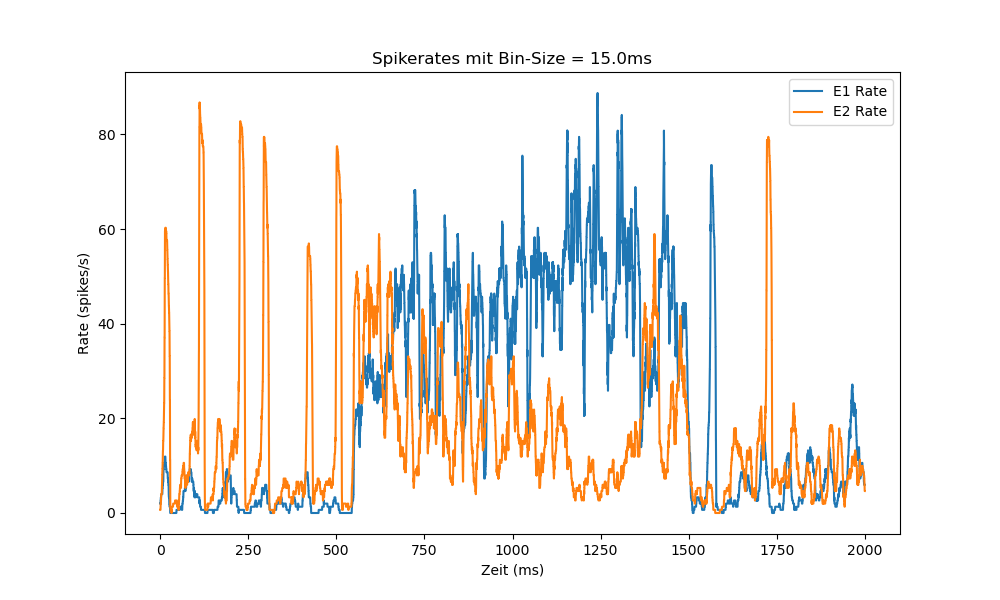 Spikerates mit Bin-Size = 15.0ms
E1 Rate
E2 Rate
80
60
40
20
0
Rate (spikes/s)
0 250 500 750 1000 1250 1500 1750 2000
Zeit (ms)